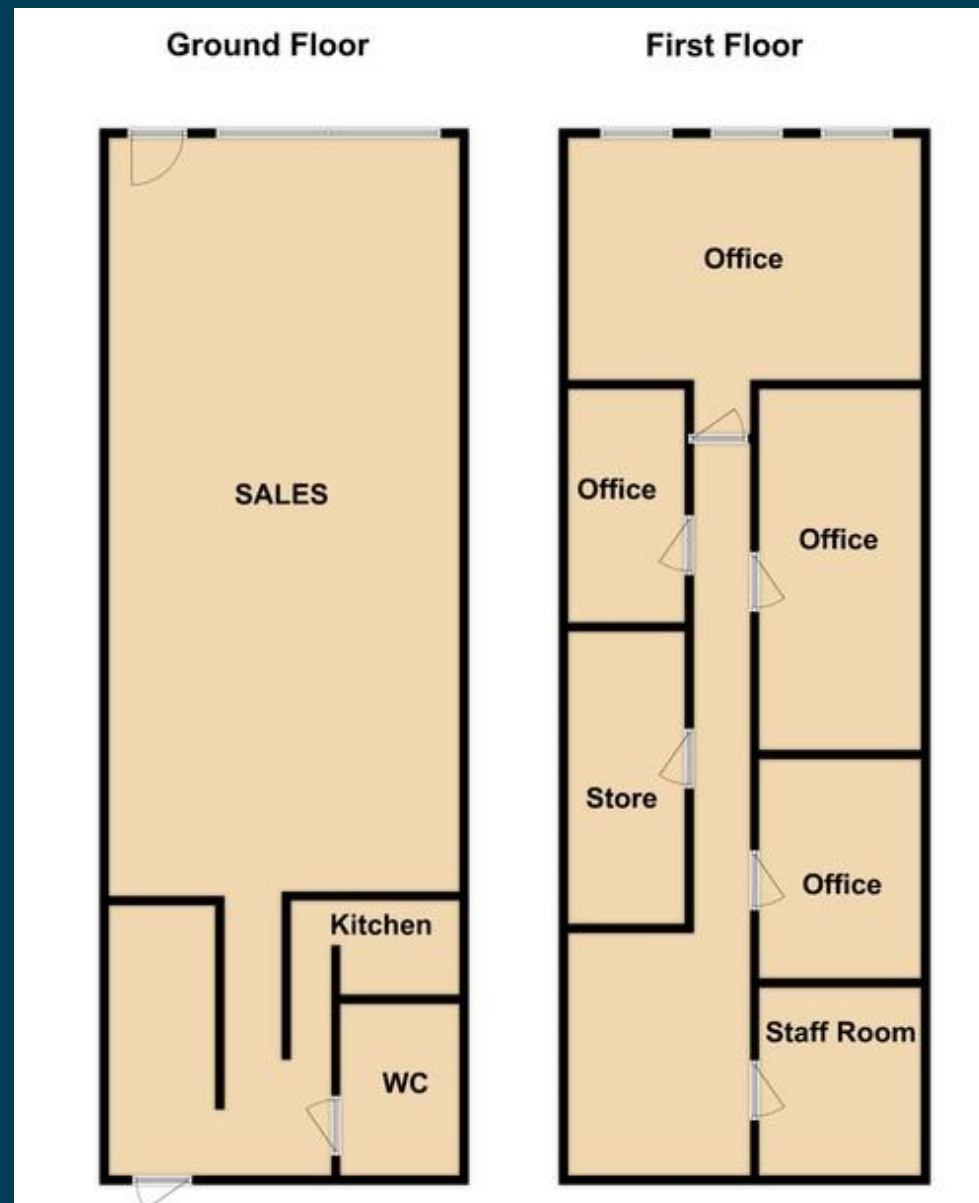 Ground Floor
First Floor
Office
SALES
Office
Office
Store
Office
Kitchen
Staff Room
WC